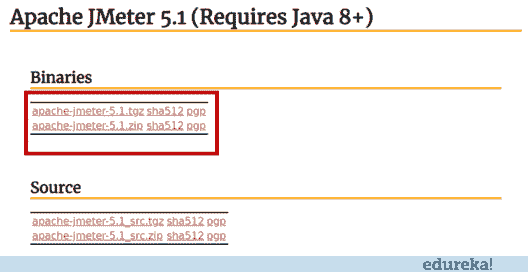 Apache JMeter 5.1 (Requires Java 8+)
Binaries
apache-jmeter-5.1.tgz sha512 pgp
apache-jmeter-5.1.zip sha512 pgp
Source
apache-jmeter-5.1_src.tgz sha512 pgp
apache-jmeter-5.1_src.zip sha512 pgp
edureka!